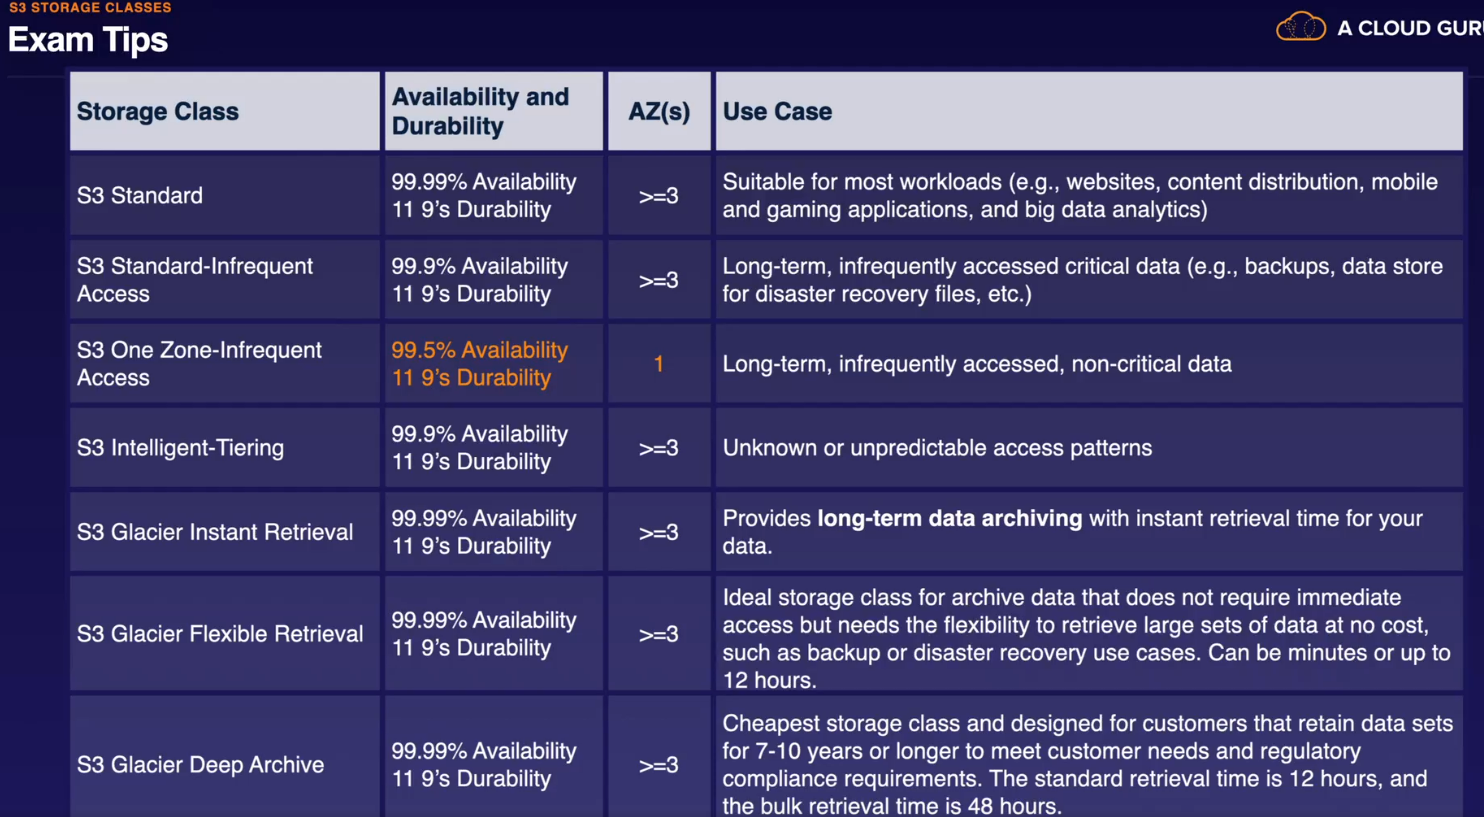 S3 STORAGE CLASSES
Exam Tips
A CLOUD GURU
Storage Class
Availability and
Durability
AZ(s)
Use Case
S3 Standard
99.99% Availability
11 9’s Durability
>=3
Suitable for most workloads (e.g., websites, content distribution, mobile
and gaming applications, and big data analytics)
S3 Standard-Infrequent
Access
99.9% Availability
11 9’s Durability
>=3
Long-term, infrequently accessed critical data (e.g., backups, data store
for disaster recovery files, etc.)
S3 One Zone-Infrequent
Access
99.5% Availability
11 9’s Durability
1
Long-term, infrequently accessed, non-critical data
S3 Intelligent-Tiering
99.9% Availability
11 9’s Durability
>=3
Unknown or unpredictable access patterns
S3 Glacier Instant Retrieval
99.99% Availability
11 9’s Durability
>=3
Provides long-term data archiving with instant retrieval time for your
data.
S3 Glacier Flexible Retrieval
99.99% Availability
11 9’s Durability
>=3
Ideal storage class for archive data that does not require immediate
access but needs the flexibility to retrieve large sets of data at no cost,
such as backup or disaster recovery use cases. Can be minutes or up to
12 hours.
S3 Glacier Deep Archive
99.99% Availability
11 9’s Durability
>=3
Cheapest storage class and designed for customers that retain data sets
for 7-10 years or longer to meet customer needs and regulatory
compliance requirements. The standard retrieval time is 12 hours, and
the bulk retrieval time is 48 hours.